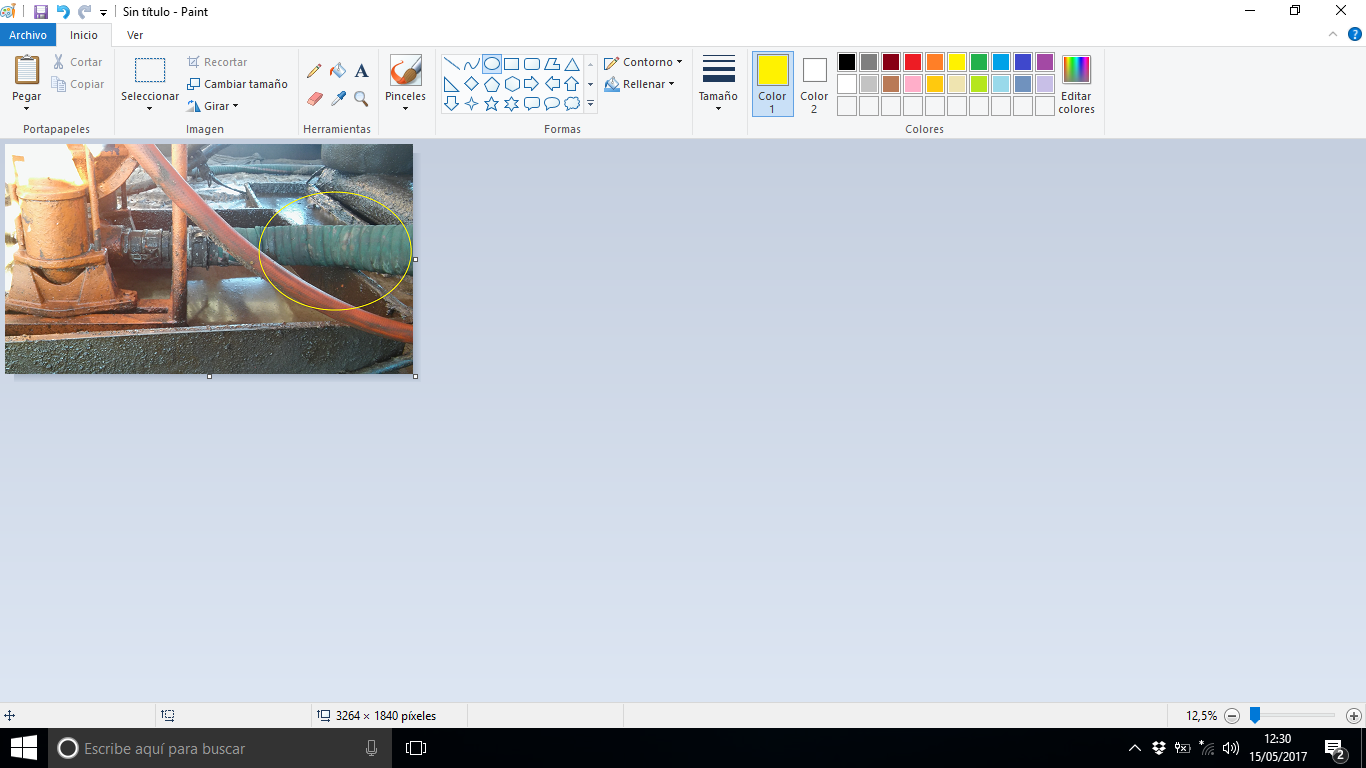 Sin título - Paint
Archivo Inicio Ver
Pegar
Cortar
Copiar
Portapapeles
Seleccionar
Recortar
Cambiar tamaño
Girar
Imagen
A
Herramientas
Pinceles
Contorno
Rellenar
Formas
Tamaño
Color
1
Color
2
Editar
colores
Colores
3264 × 1840 píxeles
12,5%
Escribe aquí para buscar
12:30
15/05/2017
2